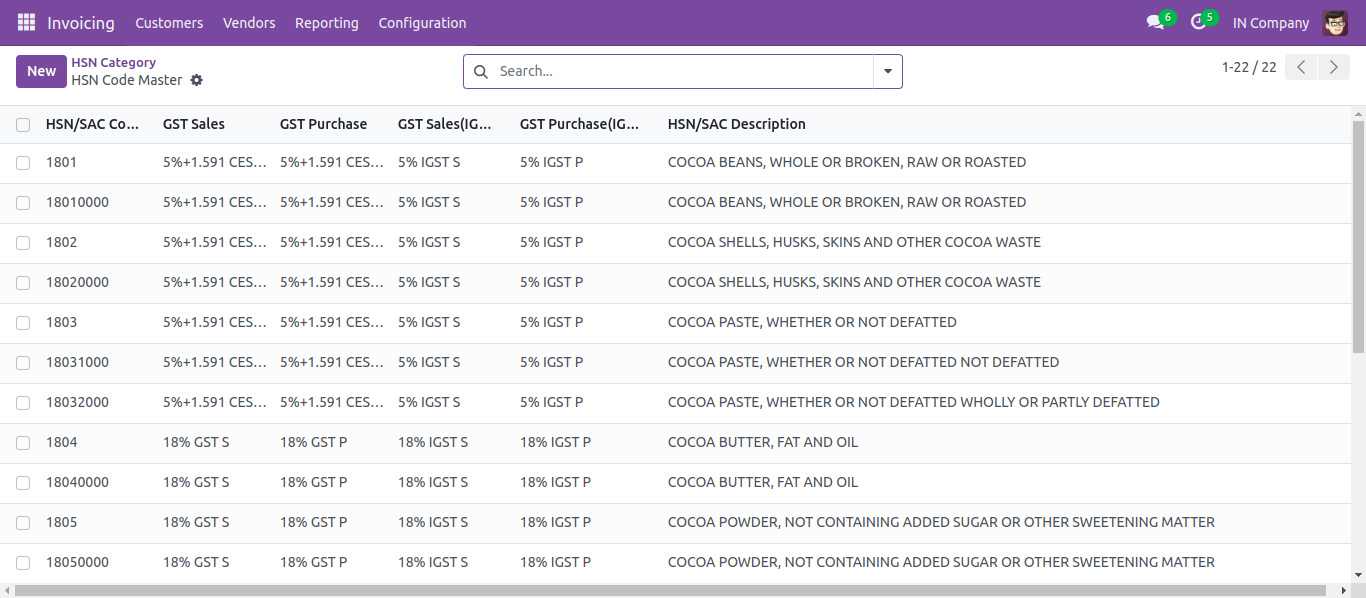 Invoicing Customers Vendors Reporting Configuration 6 5 IN Company
New HSN Category
HSN Code Master
Search...
1-22 / 22
HSN/SAC Co... GST Sales GST Purchase GST Sales(IG... GST Purchase(IG... HSN/SAC Description
1801 5%+1.591 CES... 5%+1.591 CES... 5% IGST S 5% IGST P COCOA BEANS, WHOLE OR BROKEN, RAW OR ROASTED
18010000 5%+1.591 CES... 5%+1.591 CES... 5% IGST S 5% IGST P COCOA BEANS, WHOLE OR BROKEN, RAW OR ROASTED
1802 5%+1.591 CES... 5%+1.591 CES... 5% IGST S 5% IGST P COCOA SHELLS, HUSKS, SKINS AND OTHER COCOA WASTE
18020000 5%+1.591 CES... 5%+1.591 CES... 5% IGST S 5% IGST P COCOA SHELLS, HUSKS, SKINS AND OTHER COCOA WASTE
1803 5%+1.591 CES... 5%+1.591 CES... 5% IGST S 5% IGST P COCOA PASTE, WHETHER OR NOT DEFATTED
18031000 5%+1.591 CES... 5%+1.591 CES... 5% IGST S 5% IGST P COCOA PASTE, WHETHER OR NOT DEFATTED NOT DEFATTED
18032000 5%+1.591 CES... 5%+1.591 CES... 5% IGST S 5% IGST P COCOA PASTE, WHETHER OR NOT DEFATTED WHOLLY OR PARTLY DEFATTED
1804 18% GST S 18% GST P 18% IGST S 18% IGST P COCOA BUTTER, FAT AND OIL
18040000 18% GST S 18% GST P 18% IGST S 18% IGST P COCOA BUTTER, FAT AND OIL
1805 18% GST S 18% GST P 18% IGST S 18% IGST P COCOA POWDER, NOT CONTAINING ADDED SUGAR OR OTHER SWEETENING MATTER
18050000 18% GST S 18% GST P 18% IGST S 18% IGST P COCOA POWDER, NOT CONTAINING ADDED SUGAR OR OTHER SWEETENING MATTER